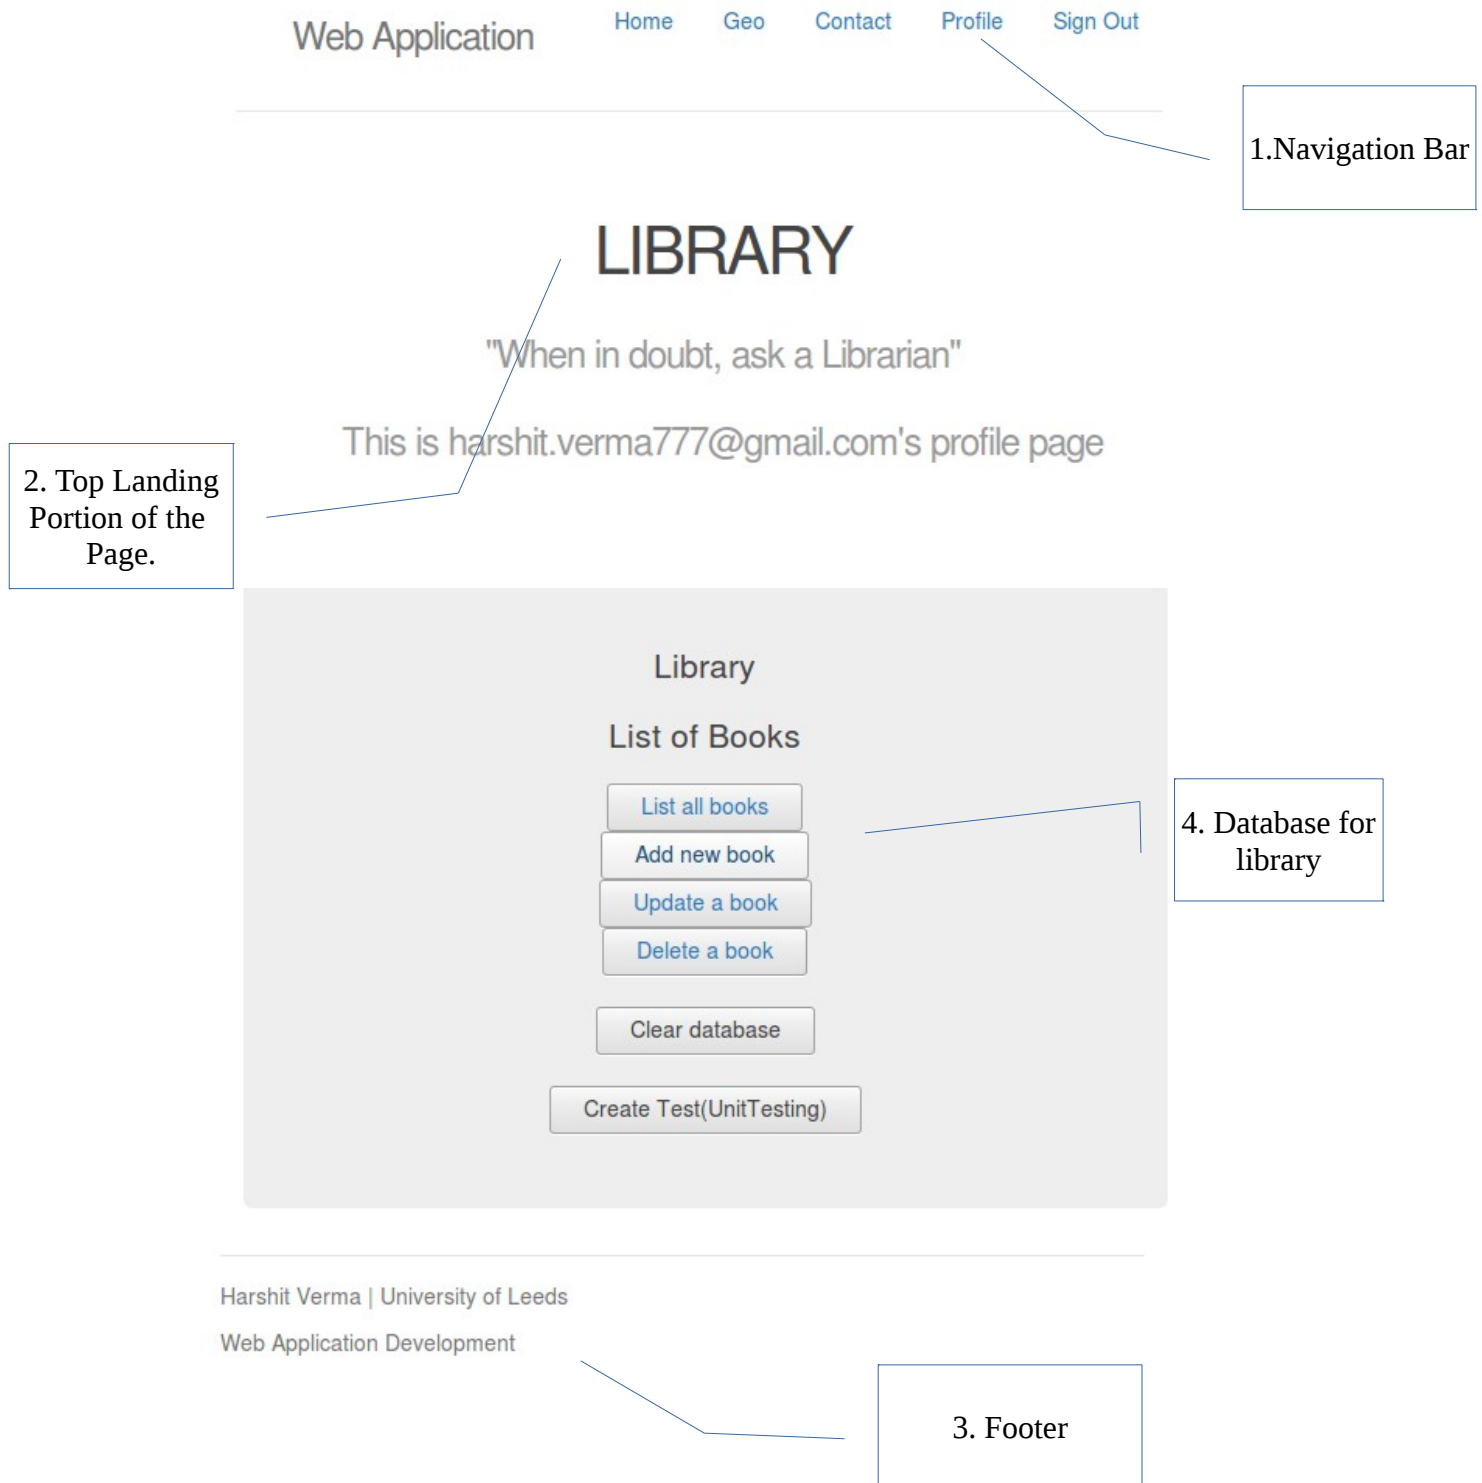 Web Application
Home Geo Contact Profile Sign Out
1.Navigation Bar
LIBRARY
"When in doubt, ask a Librarian"
This is harshit.verma777@gmail.com's profile page
2. Top Landing
Portion of the
Page.
Library
List of Books
List all books
Add new book
Update a book
Delete a book
Clear database
Create Test(UnitTesting)
4. Database for
library
Harshit Verma | University of Leeds
Web Application Development
3. Footer